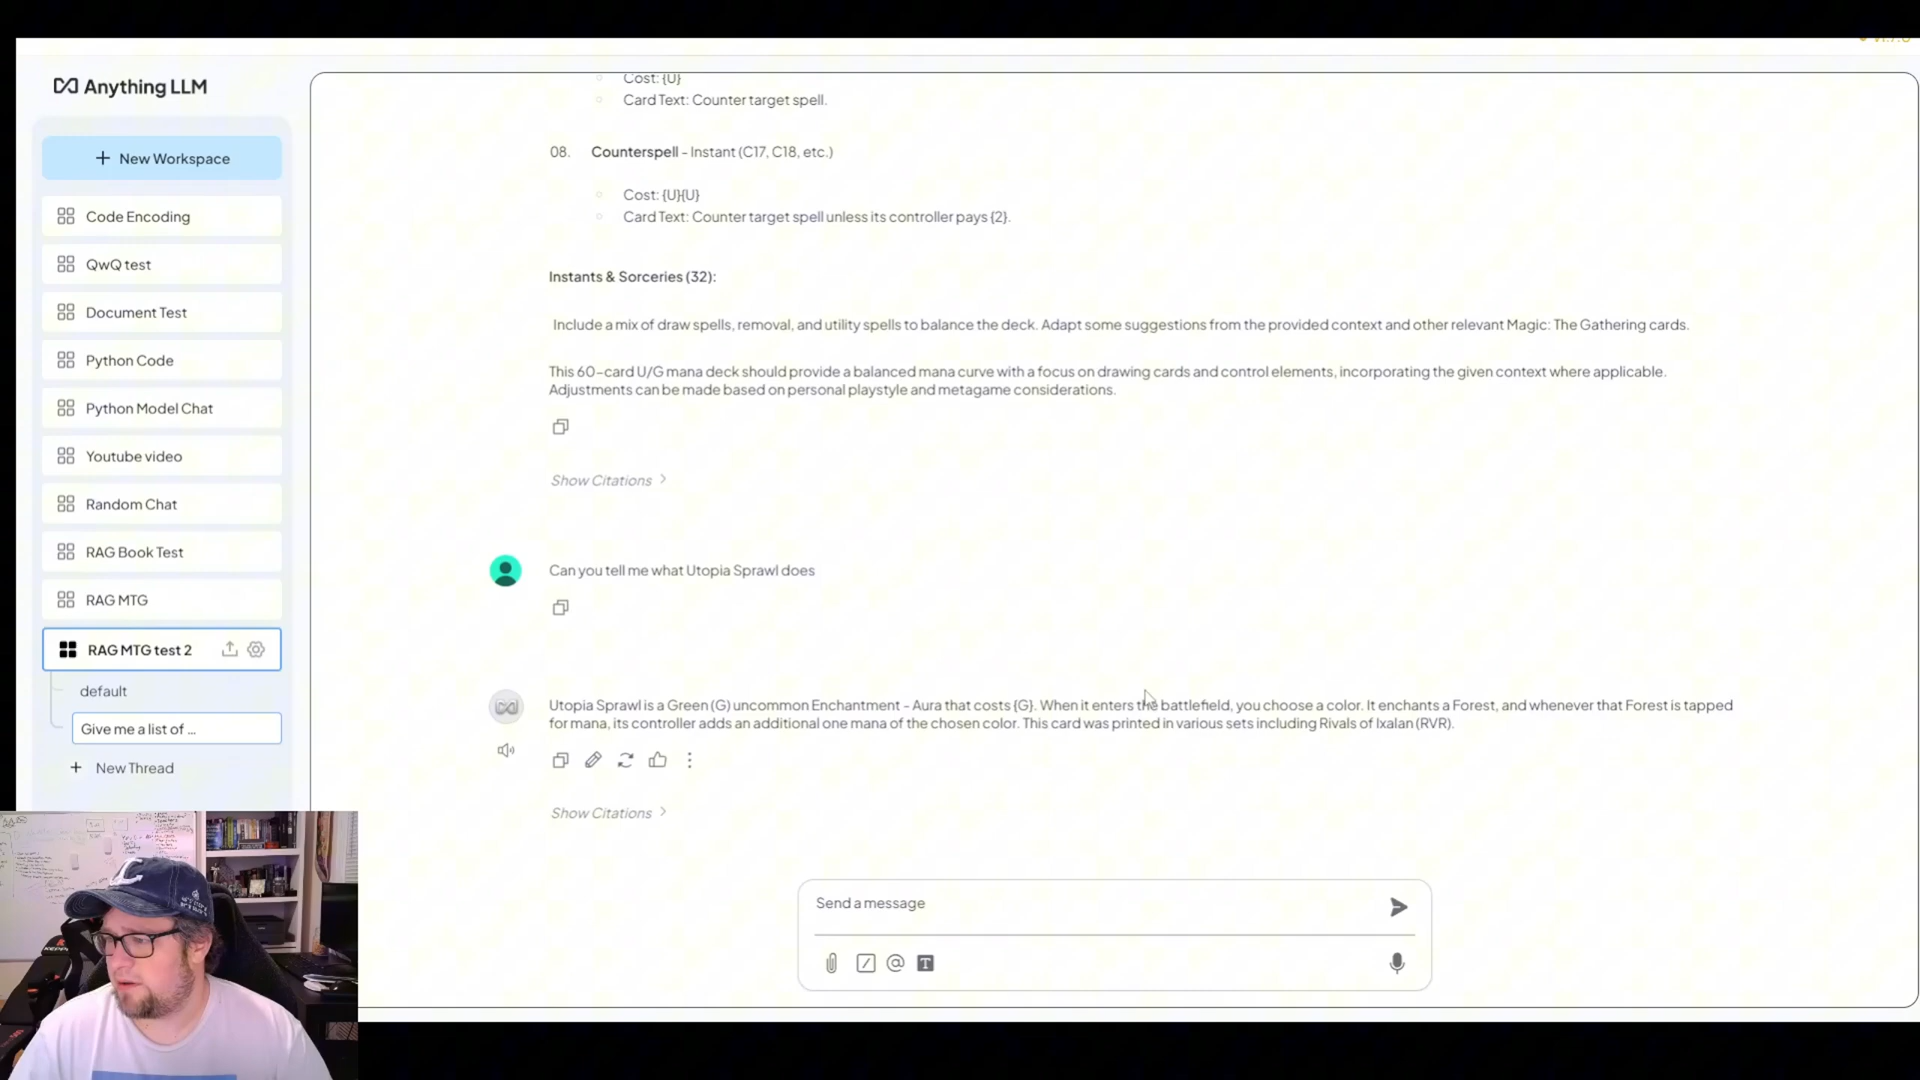 Anything LLM
+ New Workspace
Code Encoding
QwQ test
Document Test
Python Code
Python Model Chat
Youtube video
Random Chat
RAG Book Test
RAG MTG
RAG MTG test 2
default
Give me a list of ...
+ New Thread
Cost: {U}
Card Text: Counter target spell.
08. Counterspell - Instant (C17, C18, etc.)
Cost: {U}{U}
Card Text: Counter target spell unless its controller pays {2}.
Instants & Sorceries (32):
Include a mix of draw spells, removal, and utility spells to balance the deck. Adapt some suggestions from the provided context and other relevant Magic: The Gathering cards.
This 60-card U/G mana deck should provide a balanced mana curve with a focus on drawing cards and control elements, incorporating the given context where applicable.
Adjustments can be made based on personal playstyle and metagame considerations.
Show Citations
Can you tell me what Utopia Sprawl does
Utopia Sprawl is a Green (G) uncommon Enchantment - Aura that costs {G}. When it enters the battlefield, you choose a color. It enchants a Forest, and whenever that Forest is tapped
for mana, its controller adds an additional one mana of the chosen color. This card was printed in various sets including Rivals of Ixalan (RVR).
Show Citations
Send a message